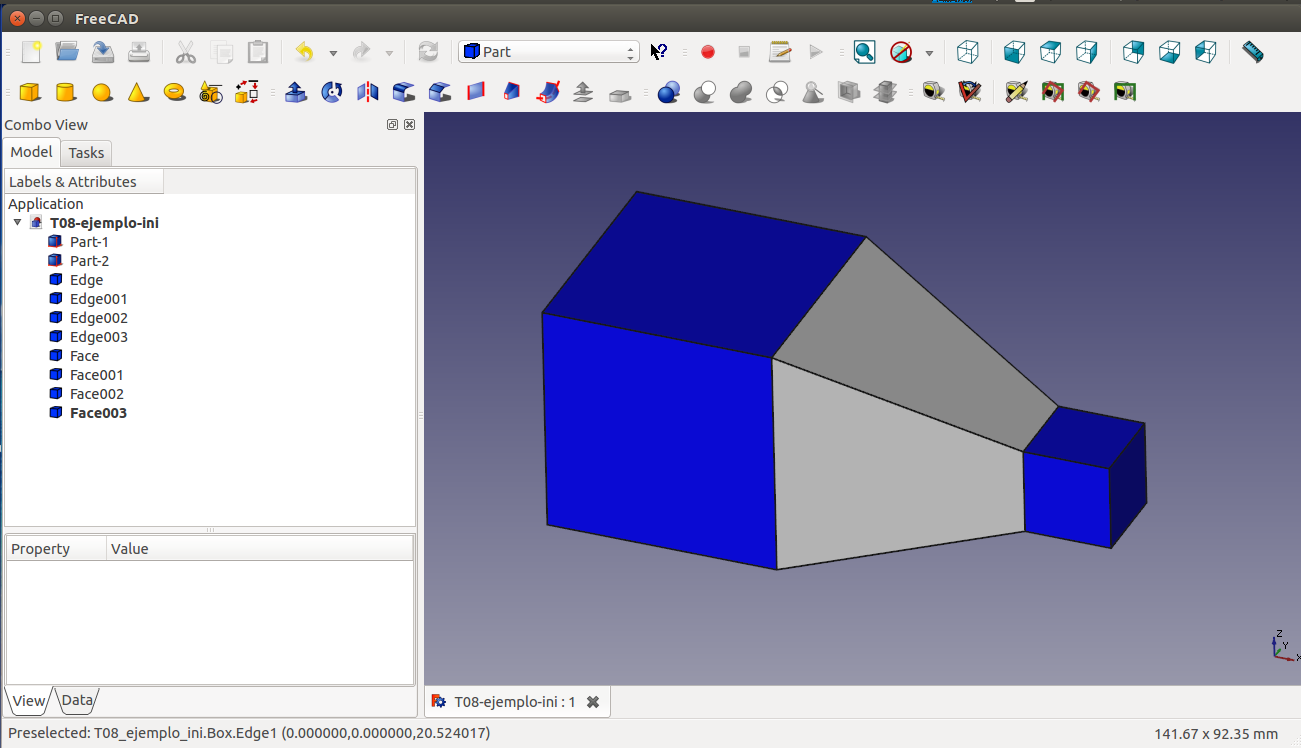 FreeCAD
Part
Combo View
Model Tasks
Labels & Attributes
Application
T08-ejemplo-ini
Part-1
Part-2
Edge
Edge001
Edge002
Edge003
Face
Face001
Face002
Face003
Property Value
View Data
Z
Y
X
T08-ejemplo-ini : 1
Preselected: T08_ejemplo_ini.Box.Edge1 (0.000000,0.000000,20.524017)
141.67 x 92.35 mm